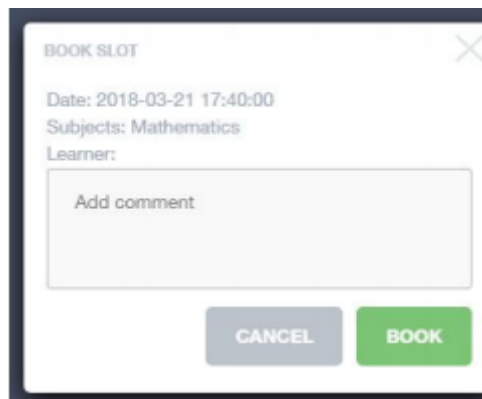 BOOK SLOT
Date: 2018-03-21 17:40:00
Subjects: Mathematics
Learner:
Add comment
CANCEL
BOOK